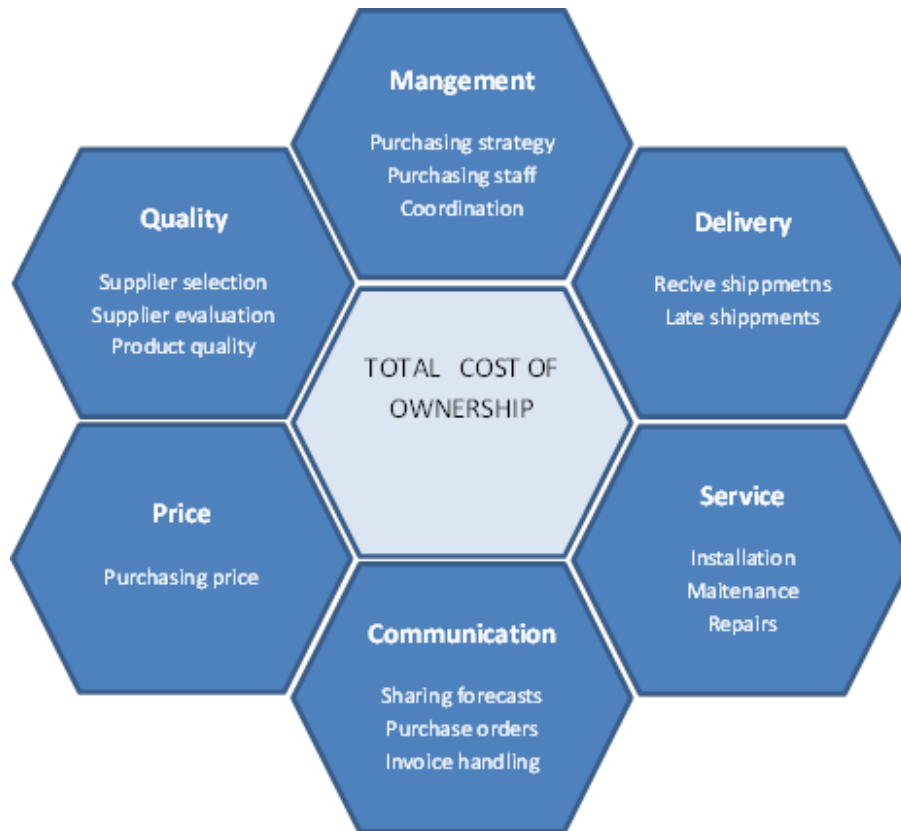 Mangement
Purchasing strategy
Purchasing staff
Coordination
Quality
Supplier selection
Supplier evaluation
Product quality
Delivery
Recive shippmetns
Late shippments
TOTAL COST OF
OWNERSHIP
Price
Purchasing price
Service
Installation
Maitenance
Repairs
Communication
Sharing forecasts
Purchase orders
Invoice handling